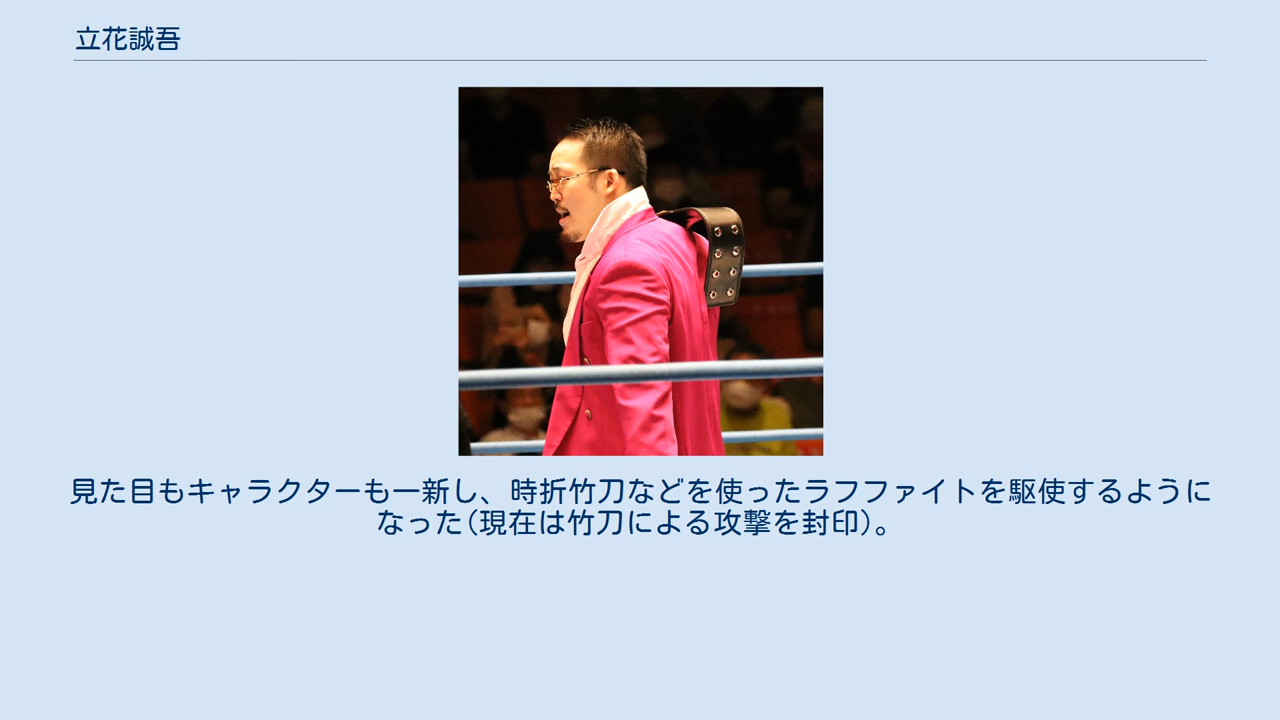 立花誠吾
見た目もキャラクターも一新し、時折竹刀などを使ったラフファイトを駆使するように
なった(現在は竹刀による攻撃を封印)。